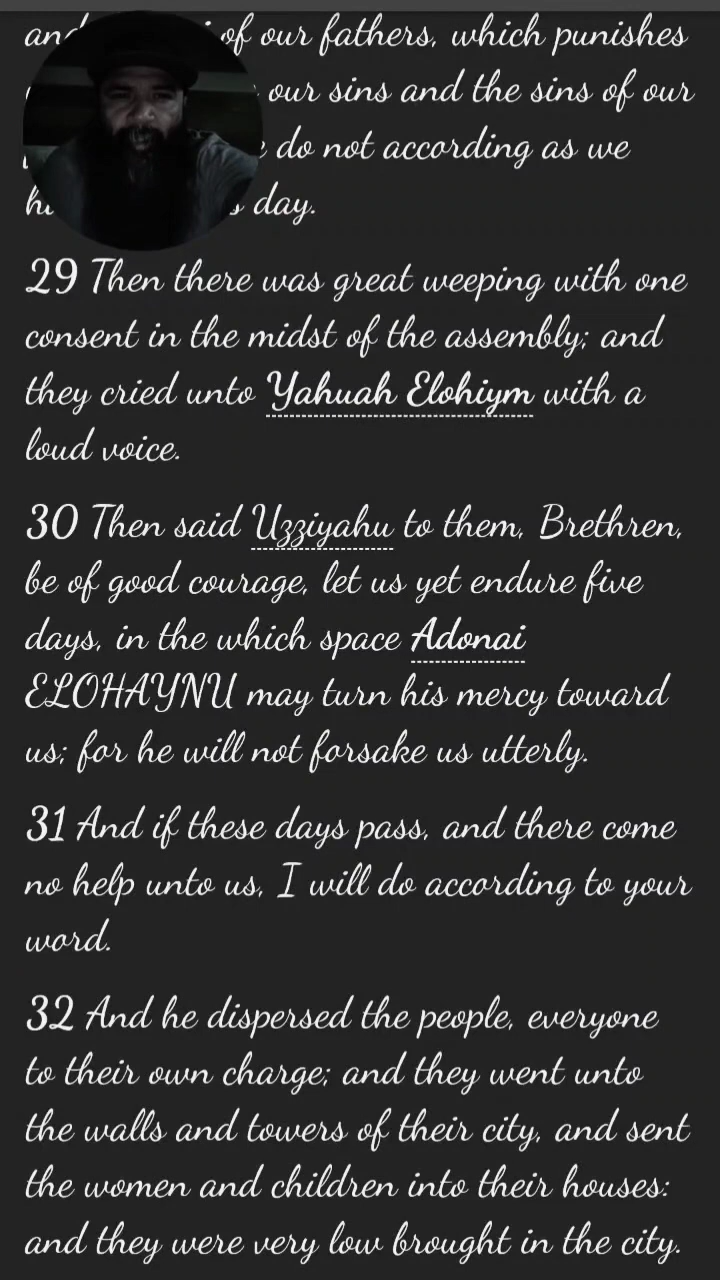 and of our fathers, which punishes
our sins and the sins of our
do not according as we
day.
29 Then there was great weeping with one
consent in the midst of the assembly; and
they cried unto Yahuah Elohiym with a
loud voice.
30 Then said Uzziyahu to them, Brethren,
be of good courage, let us yet endure five
days, in the which space Adonai
ELOHAYNU may turn his mercy toward
us; for he will not forsake us utterly.
31 And if these days pass, and there come
no help unto us, I will do according to your
word.
32 And he dispersed the people, everyone
to their own charge; and they went unto
the walls and towers of their city, and sent
the women and children into their houses:
and they were very low brought in the city.